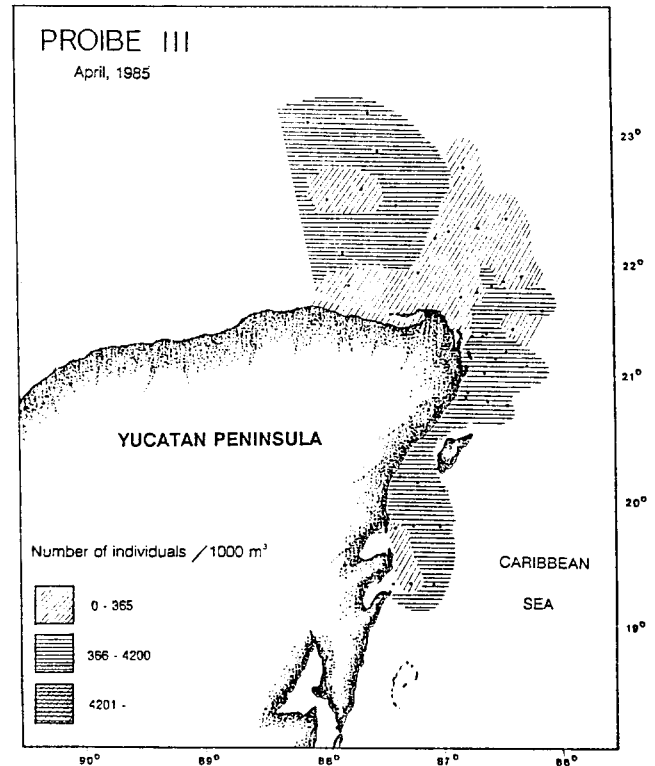 PROIBE III
April, 1985
23°
22°
21°
YUCATAN PENINSULA
20°
Number of individuals / 1000 m³
CARIBBEAN
SEA
0 - 365
19°
366 - 4200
4201 -
90° 89° 88° 87° 86°